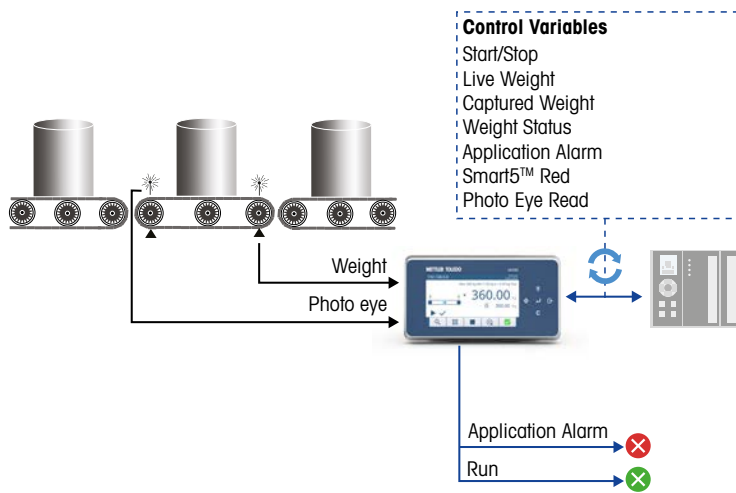 Control Variables
Start/Stop
Live Weight
Captured Weight
Weight Status
Application Alarm
Smart5™ Red
Photo Eye Read
Weight
Photo eye
METTLER TOLEDO
360.00
C
Application Alarm
Run